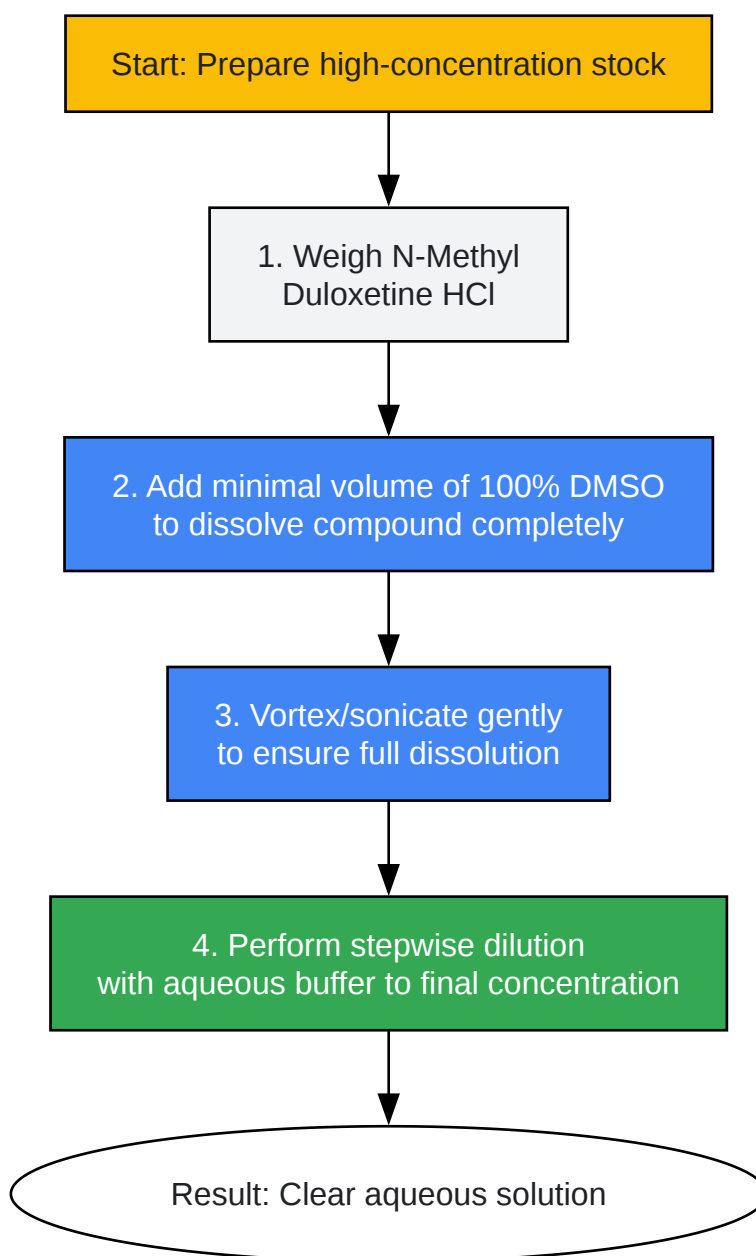 Start: Prepare high-concentration stock
1. Weigh N-Methyl
Duloxetine HCl
2. Add minimal volume of 100% DMSO
to dissolve compound completely
3. Vortex/sonicate gently
to ensure full dissolution
4. Perform stepwise dilution
with aqueous buffer to final concentration
Result: Clear aqueous solution